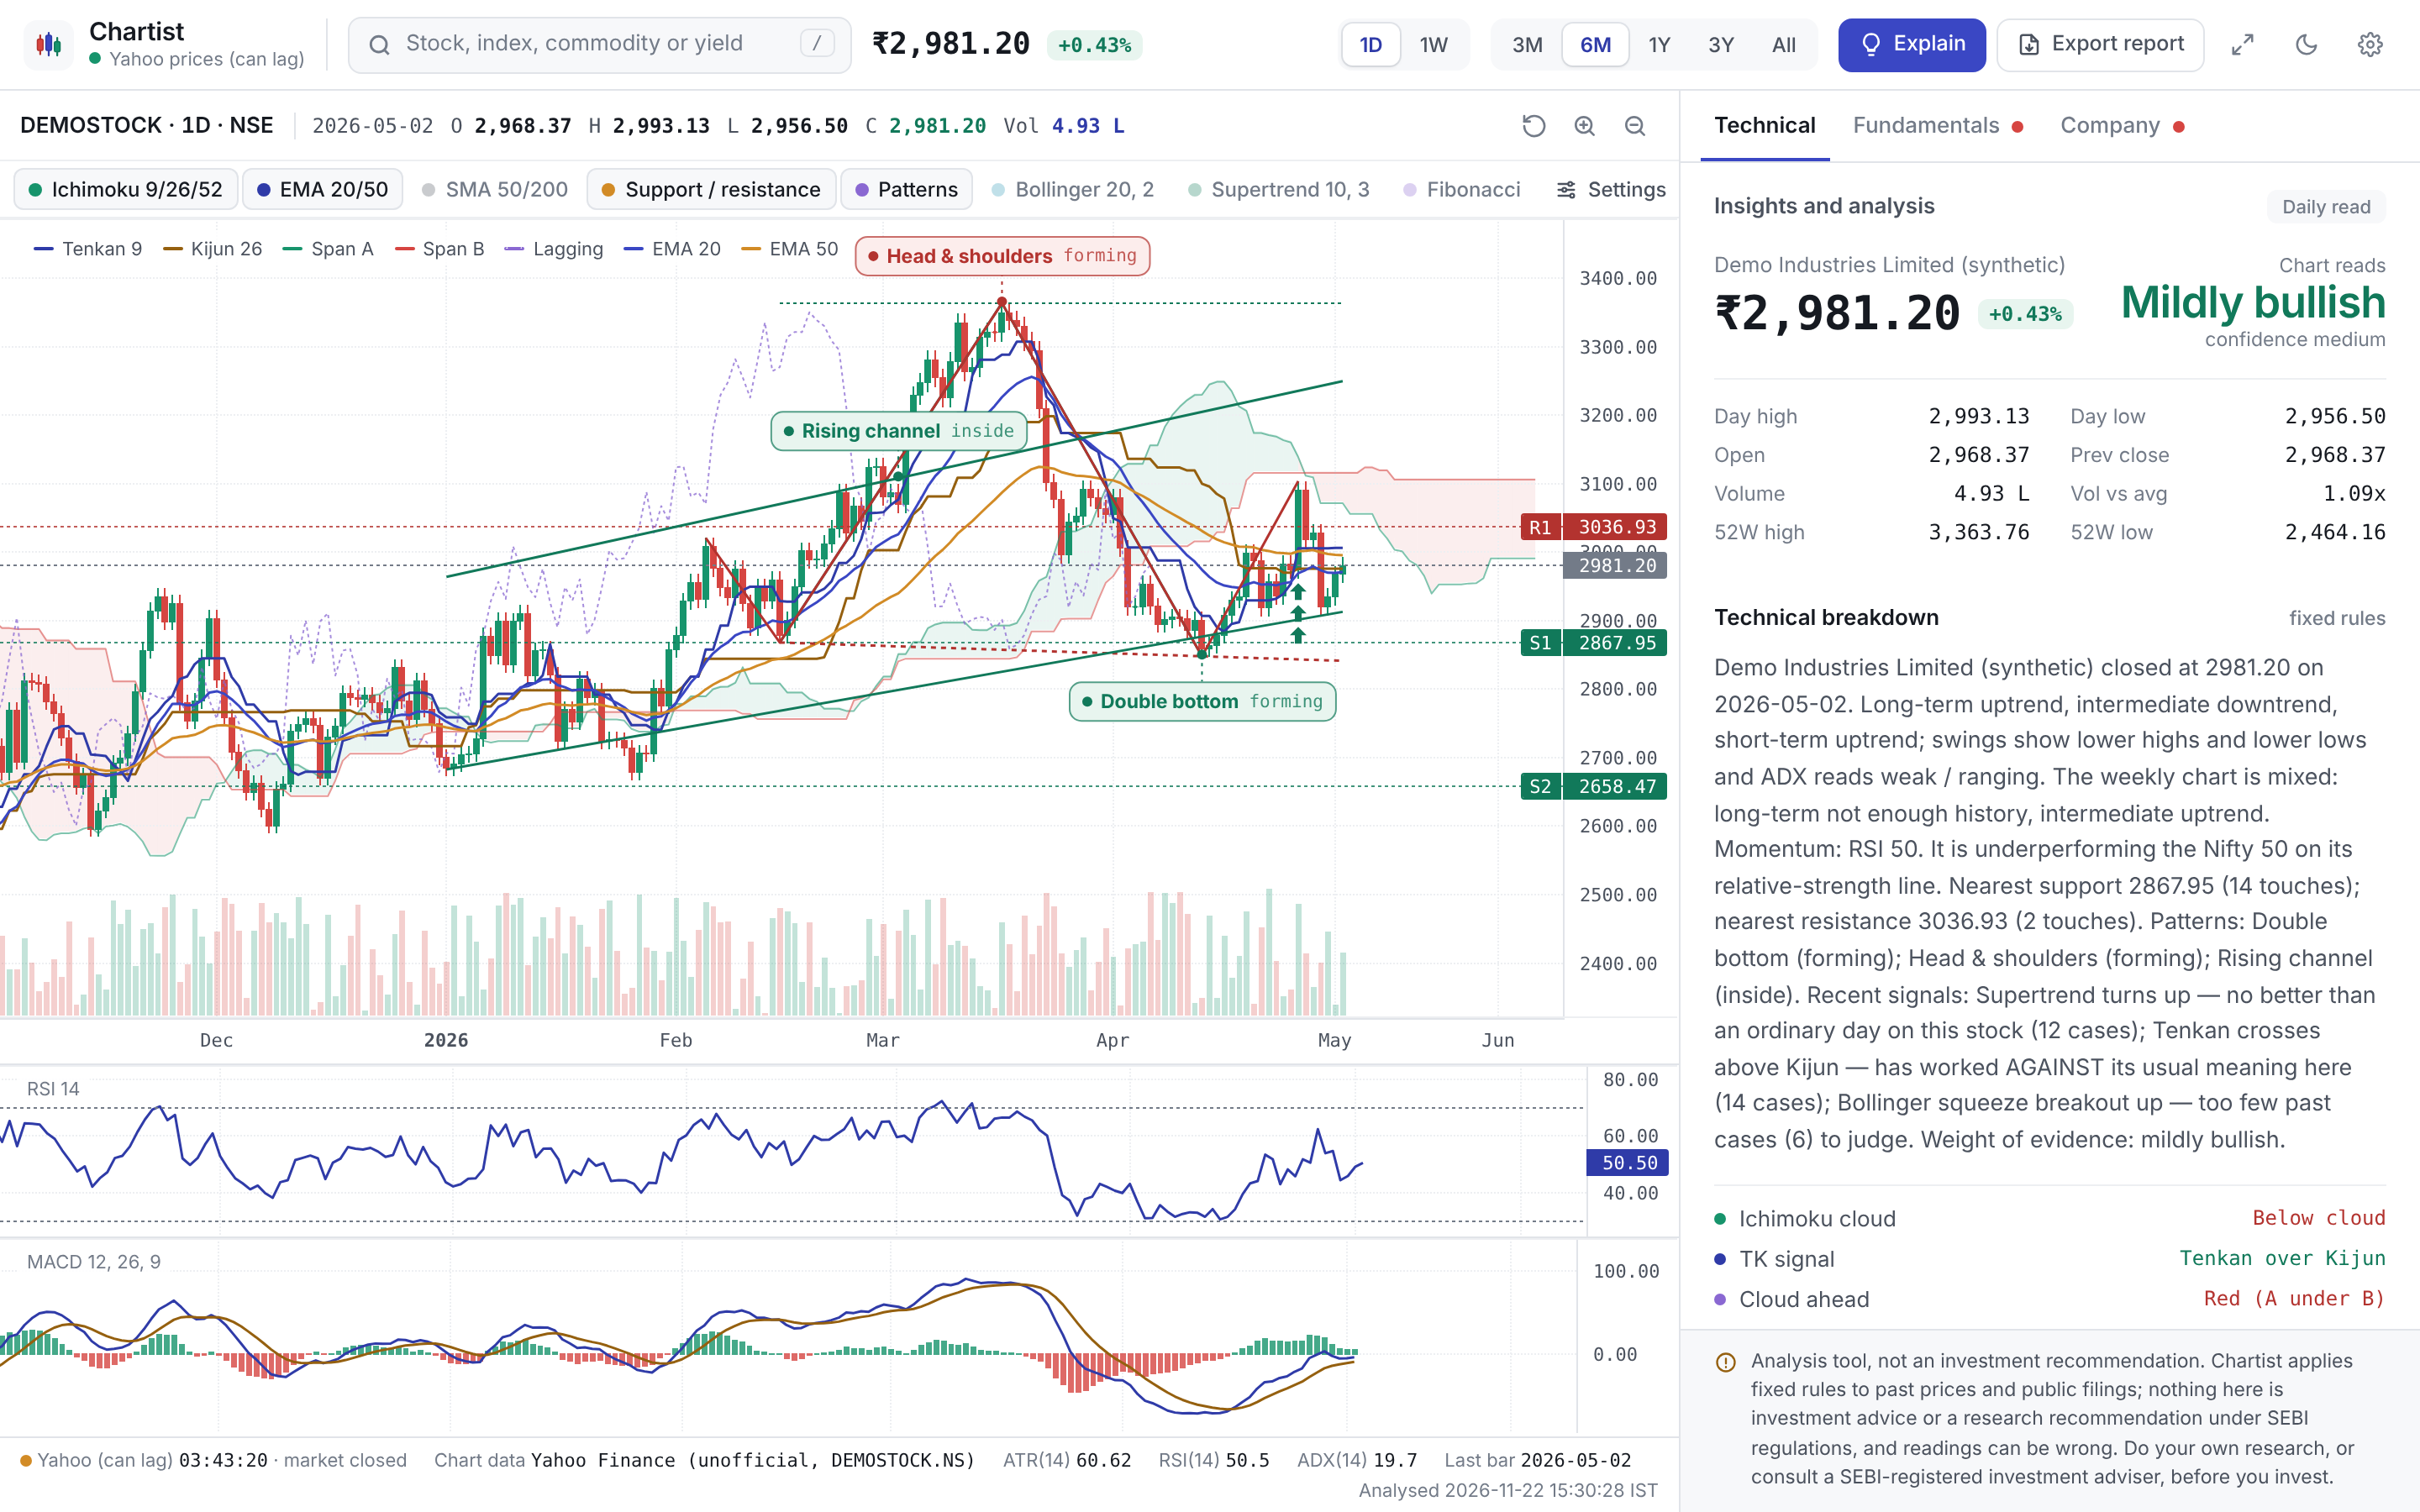 Chartist
Yahoo prices (can lag)
Stock, index, commodity or yield /
₹2,981.20 +0.43%
1D 1W
3M 6M 1Y 3Y All
Explain
Export report
DEMOSTOCK · 1D · NSE 2026-05-02 O 2,968.37 H 2,993.13 L 2,956.50 C 2,981.20 Vol 4.93 L
Ichimoku 9/26/52 EMA 20/50 SMA 50/200 Support / resistance Patterns Bollinger 20, 2 Supertrend 10, 3 Fibonacci Settings
Tenkan 9 Kijun 26 Span A Span B Lagging EMA 20 EMA 50
Head & shoulders forming
Rising channel inside
Double bottom forming
3400.00
3300.00
3200.00
3100.00
R1 3036.93
3000.00
2981.20
2900.00
S1 2867.95
2800.00
2700.00
S2 2658.47
2600.00
2500.00
2400.00
Dec 2026 Feb Mar Apr May Jun
RSI 14
80.00
60.00
50.50
40.00
MACD 12, 26, 9
100.00
0.00
Yahoo (can lag) 03:43:20 · market closed Chart data Yahoo Finance (unofficial, DEMOSTOCK.NS) ATR(14) 60.62 RSI(14) 50.5 ADX(14) 19.7 Last bar 2026-05-02
Analysed 2026-11-22 15:30:28 IST
Technical Fundamentals Company
Insights and analysis Daily read
Demo Industries Limited (synthetic) Chart reads
₹2,981.20 +0.43% Mildly bullish
confidence medium
Day high 2,993.13 Day low 2,956.50
Open 2,968.37 Prev close 2,968.37
Volume 4.93 L Vol vs avg 1.09x
52W high 3,363.76 52W low 2,464.16
Technical breakdown fixed rules
Demo Industries Limited (synthetic) closed at 2981.20 on
2026-05-02. Long-term uptrend, intermediate downtrend,
short-term uptrend; swings show lower highs and lower lows
and ADX reads weak / ranging. The weekly chart is mixed:
long-term not enough history, intermediate uptrend.
Momentum: RSI 50. It is underperforming the Nifty 50 on its
relative-strength line. Nearest support 2867.95 (14 touches);
nearest resistance 3036.93 (2 touches). Patterns: Double
bottom (forming); Head & shoulders (forming); Rising channel
(inside). Recent signals: Supertrend turns up — no better than
an ordinary day on this stock (12 cases); Tenkan crosses
above Kijun — has worked AGAINST its usual meaning here
(14 cases); Bollinger squeeze breakout up — too few past
cases (6) to judge. Weight of evidence: mildly bullish.
Ichimoku cloud Below cloud
TK signal Tenkan over Kijun
Cloud ahead Red (A under B)
Analysis tool, not an investment recommendation. Chartist applies
fixed rules to past prices and public filings; nothing here is
investment advice or a research recommendation under SEBI
regulations, and readings can be wrong. Do your own research, or
consult a SEBI-registered investment adviser, before you invest.